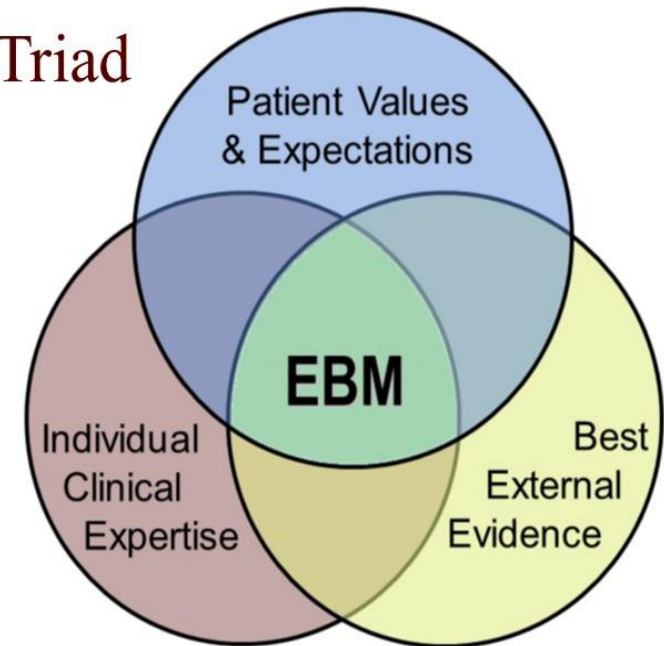 Triad
Patient Values
& Expectations
EBM
Individual
Clinical
Expertise
Best
External
Evidence